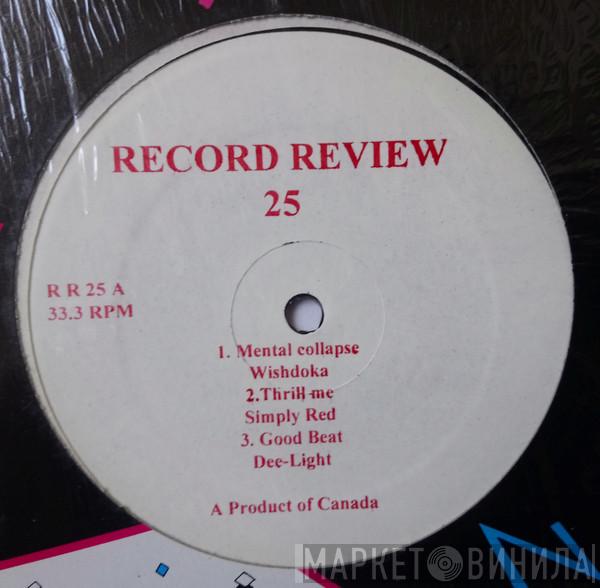 RECORD REVIEW
25
R R 25 A
33.3 RPM
1. Mental collapse
Wishdoka
2.Thrill me
Simply Red
3. Good Beat
Dee-Light
A Product of Canada
МАРКЕТ ВИНИЛА